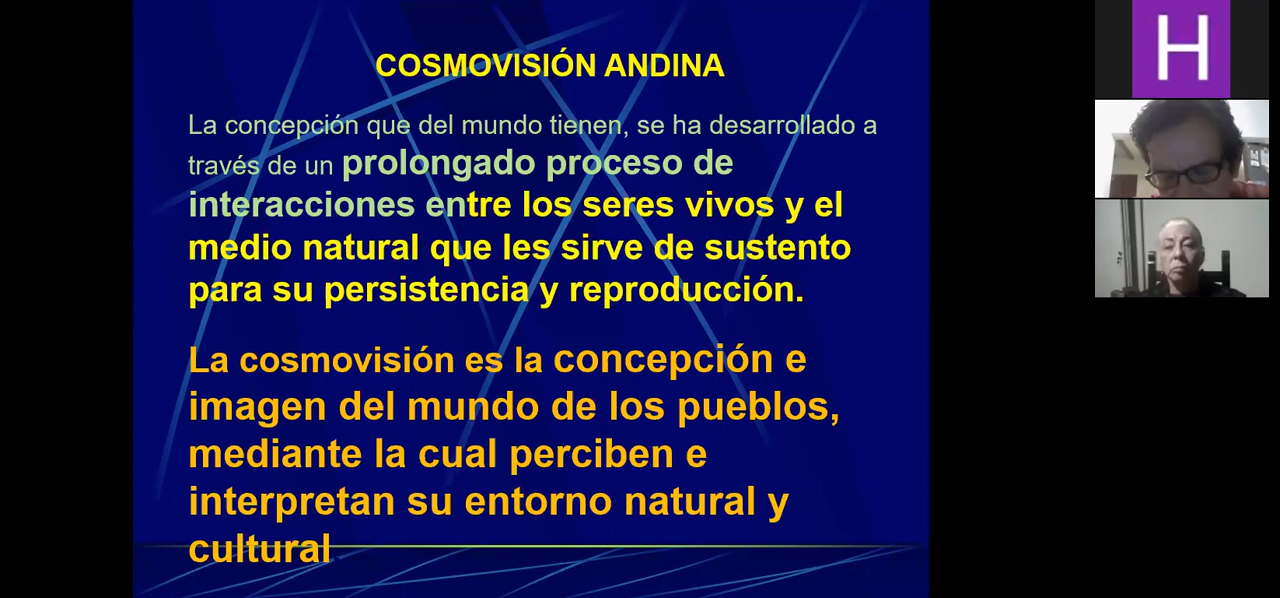 COSMOVISIÓN ANDINA
La concepción que del mundo tienen, se ha desarrollado a
través de un prolongado proceso de
interacciones entre los seres vivos y el
medio natural que les sirve de sustento
para su persistencia y reproducción.
La cosmovisión es la concepción e
imagen del mundo de los pueblos,
mediante la cual perciben e
interpretan su entorno natural y
cultural
H